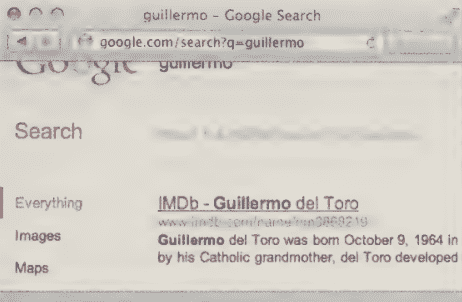 guillermo - Google Search
google.com/search?q=guillermo
Google guillermo
Search
Everything
IMDb - Guillermo del Toro
Images
Guillermo del Toro was born October 9, 1964 in
Maps
by his Catholic grandmother, del Toro developed